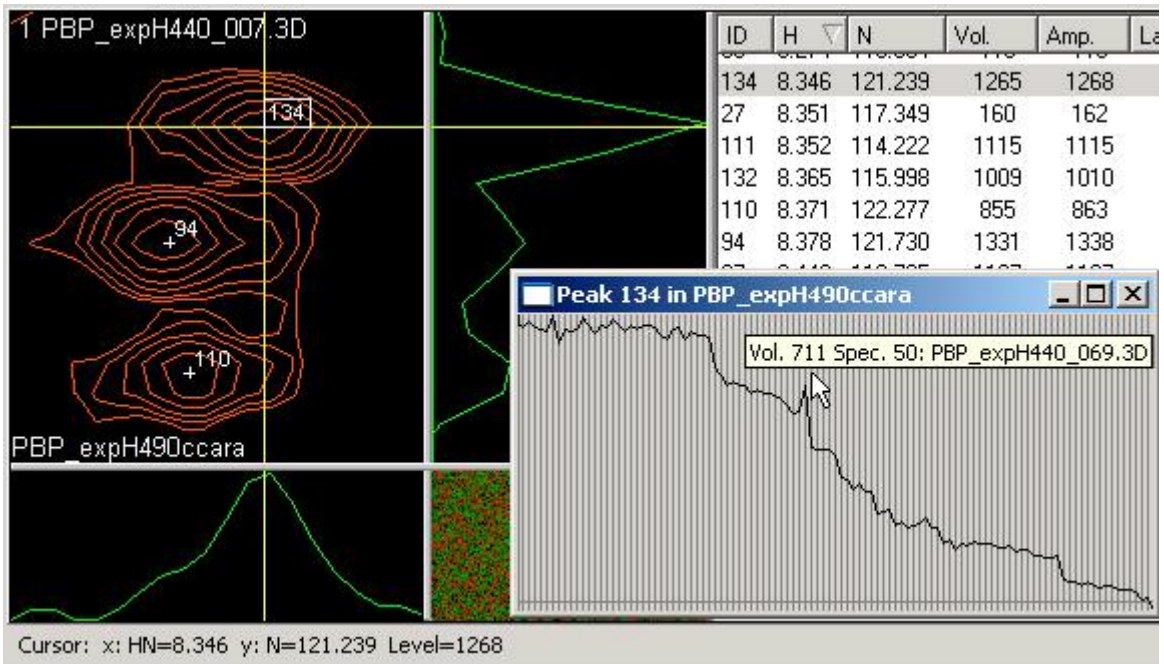 1 PBP_expH440_007.3D
134
94
110
PBP_expH490ccara
ID H N Vol. Amp.
134 8.346 121.239 1265 1268
27 8.351 117.349 160 162
111 8.352 114.222 1115 1115
132 8.365 115.998 1009 1010
110 8.371 122.277 855 863
94 8.378 121.730 1331 1338
Peak 134 in PBP_expH490ccara
Vol. 711 Spec. 50: PBP_expH440_069.3D
Cursor: x: HN=8.346 y: N=121.239 Level=1268